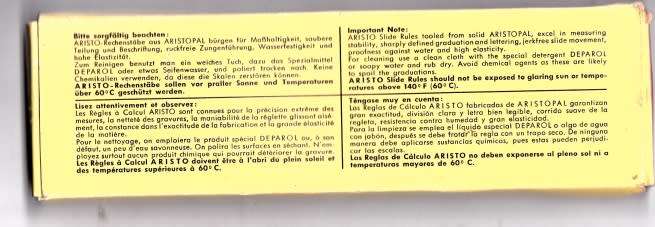 Bitte sorgfältig beachten:
ARISTO-Rechenstäbe aus ARISTOPAL bürgen für Maßhaltigkeit, saubere
Teilung und Beschriftung, ruckfreie Zungenführung, Wasserfestigkeit und
hohe Elastizität.
Zum Reinigen benutzt man ein weiches Tuch, dazu das Spezialmittel
DEPAROL oder etwas Seifenwasser, und poliert trocken nach. Keine
Chemikalien verwenden, da diese die Skalen zerstören können.
ARISTO-Rechenstäbe sollen vor praller Sonne und Temperaturen
über 60°C geschützt werden.
Important Note:
ARISTO Slide Rules tooled from solid ARISTOPAL, excel in measuring
stability, sharply defined graduation and lettering, jerkfree slide movement,
proofness against water and high elasticity.
For cleaning use a clean cloth with the special detergent DEPAROL
or soapy water and rub dry. Avoid chemical agents as these are likely
to spoil the graduations.
ARISTO Slide Rules should not be exposed to glaring sun or tempe-
ratures above 140°F (60°C).
Lisez attentivement et observez:
Les Règles à Calcul ARISTO sont connues pour la précision extrême des
mesures, la netteté des gravures, la maniabilité de la réglette glissant aisé-
ment, la constance dans l'exactitude de la fabrication et la grande élasticité
de la matière.
Pour le nettoyage, on emploiera le produit spécial DEPAROL ou, à son
défaut, un peu d'eau savonneuse. On polira les surfaces en séchant. N'em-
ployez surtout aucun produit chimique qui pourrait détériorer la gravure.
Les Règles à Calcul ARISTO doivent être à l'abri du plein soleil et
des températures supérieures à 60°C.
Téngase muy en cuenta:
Las Reglas de Cálculo ARISTO fabricadas de ARISTOPAL garantizan
gran exactitud, división clara y letra bien legible, corrida suave de la
regleta, resistencia contra humedad y gran elasticidad.
Para la limpieza se emplea el líquido especial DEPAROL o algo de agua
con jabón, después se debe frotar la regla con un trapo seco. De ninguna
manera debe aplicarse sustancias químicas, pues estas pueden perjudi-
car las escalas.
Las Reglas de Cálculo ARISTO no deben exponerse al pleno sol ni a
temperaturas mayores de 60° C.